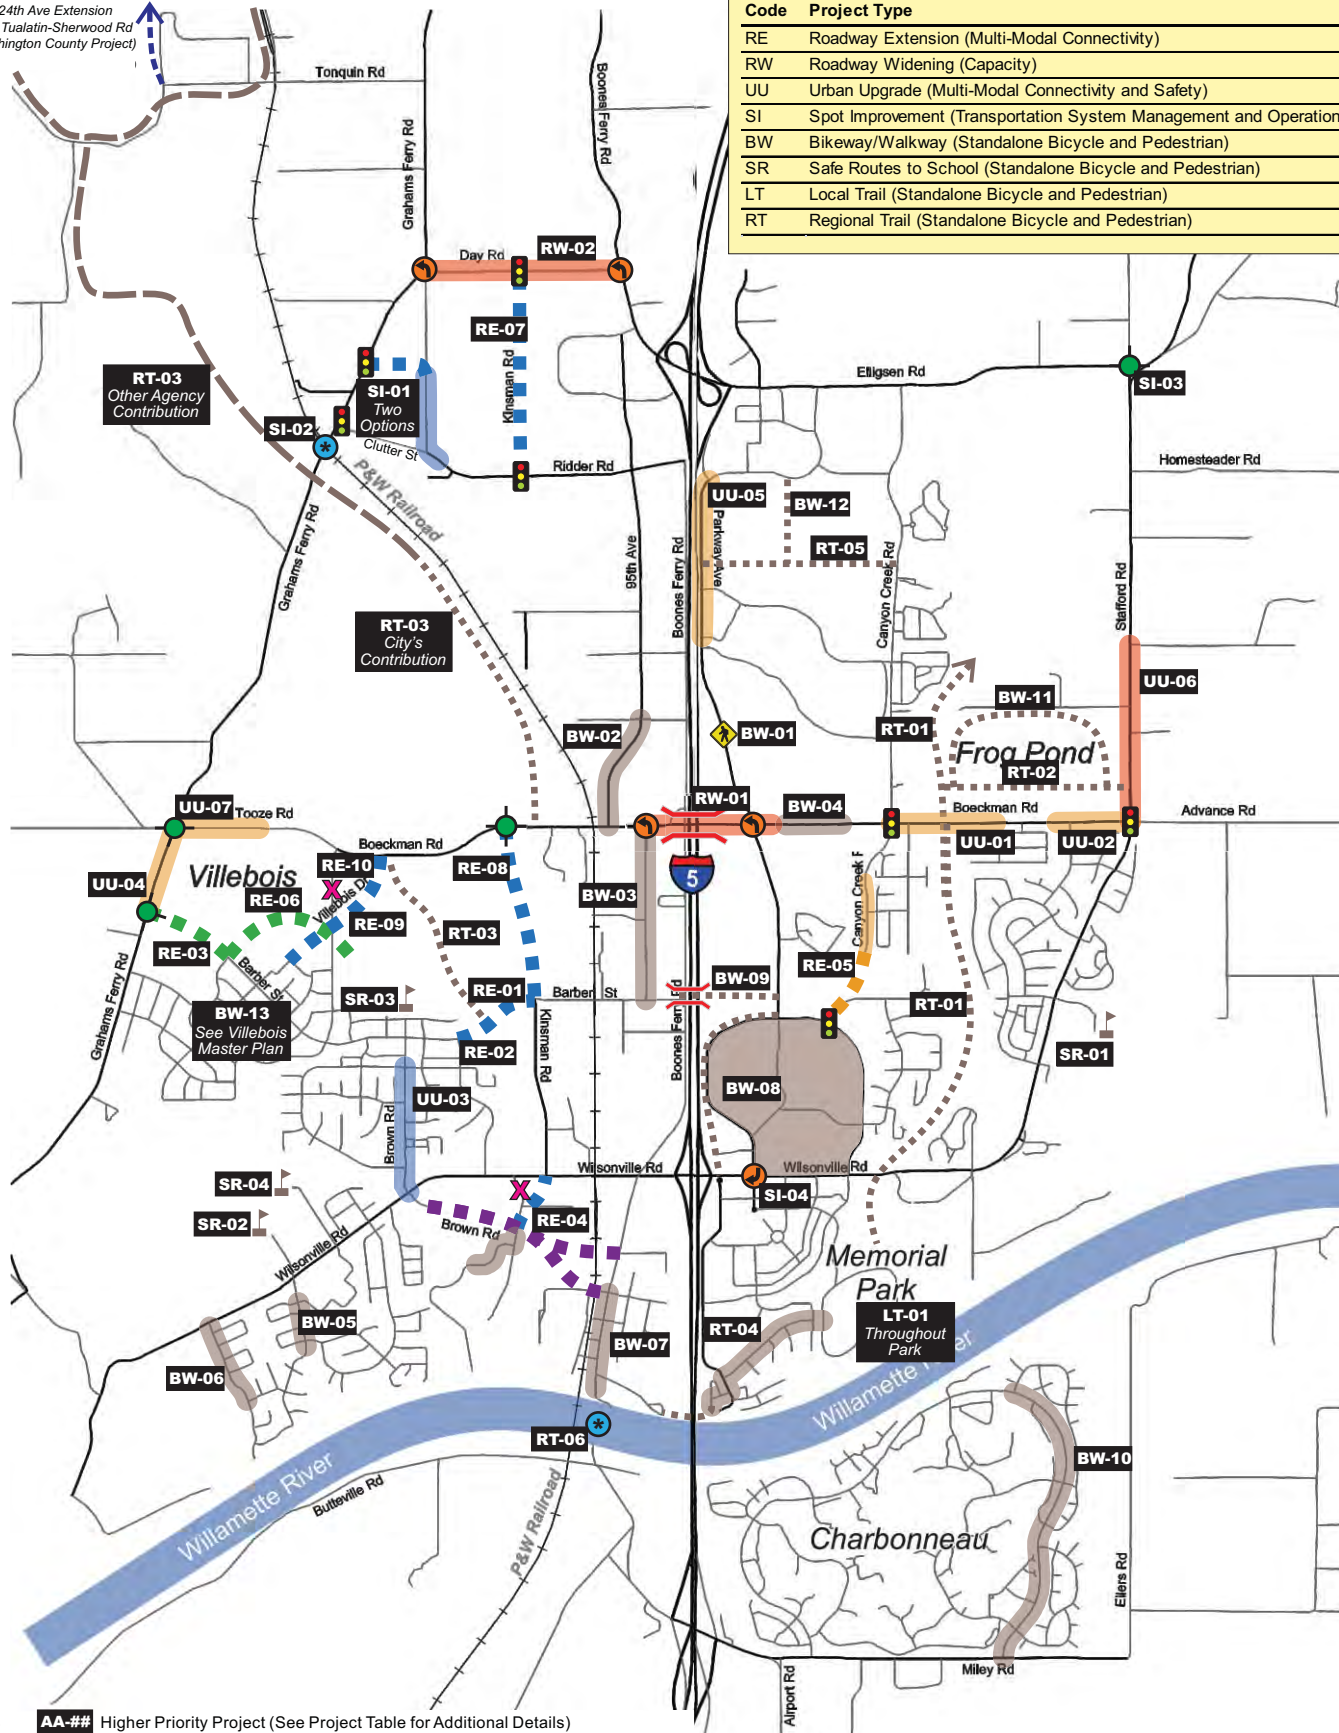 24th Ave Extension
Tualatin-Sherwood Rd
hington County Project)
Code Project Type
RE Roadway Extension (Multi-Modal Connectivity)
RW Roadway Widening (Capacity)
UU Urban Upgrade (Multi-Modal Connectivity and Safety)
SI Spot Improvement (Transportation System Management and Operation
BW Bikeway/Walkway (Standalone Bicycle and Pedestrian)
SR Safe Routes to School (Standalone Bicycle and Pedestrian)
LT Local Trail (Standalone Bicycle and Pedestrian)
RT Regional Trail (Standalone Bicycle and Pedestrian)
Tonquin Rd
Boones Ferry Rd
Grahams Ferry Rd
Day Rd
RW-02
RE-07
Kinsman Rd
RT-03
Other Agency
Contribution
SI-01
Two
Options
SI-02
Clutter St
Elligsen Rd
SI-03
P&W Railroad
Ridder Rd
Homesteader Rd
UU-05
BW-12
RT-05
Parkway Ave
Grahams Ferry Rd
95th Ave
Boones Ferry Rd
Canyon Creek Rd
Stafford Rd
RT-03
City's
Contribution
UU-06
BW-11
BW-02
BW-01
RT-01
Frog Pond
RT-02
RW-01
BW-04
UU-07
Tooze Rd
Boeckman Rd
Advance Rd
Boeckman Rd
UU-01
UU-02
RE-10
RE-08
Villebois
UU-04
X
Villebois Dr
5
RE-06
BW-03
Canyon Creek R
RE-09
RT-03
RE-03
RE-05
Barber St
BW-09
RE-01
Barber St
SR-03
RT-01
BW-13
See Villebois
Master Plan
Grahams Ferry Rd
RE-02
Kinsman Rd
Boones Ferry Rd
SR-01
BW-08
UU-03
Brown Rd
Wilsonville Rd
Wilsonville Rd
SR-04
X
SI-04
SR-02
RE-04
Brown Rd
Wilsonville Rd
Memorial
Park
LT-01
Throughout
Park
BW-05
RT-04
BW-07
BW-06
Willamette River
RT-06
BW-10
Willamette River
Butteville Rd
P&W Railroad
Charbonneau
Eilers Rd
Miley Rd
Airport Rd
AA-## Higher Priority Project (See Project Table for Additional Details)